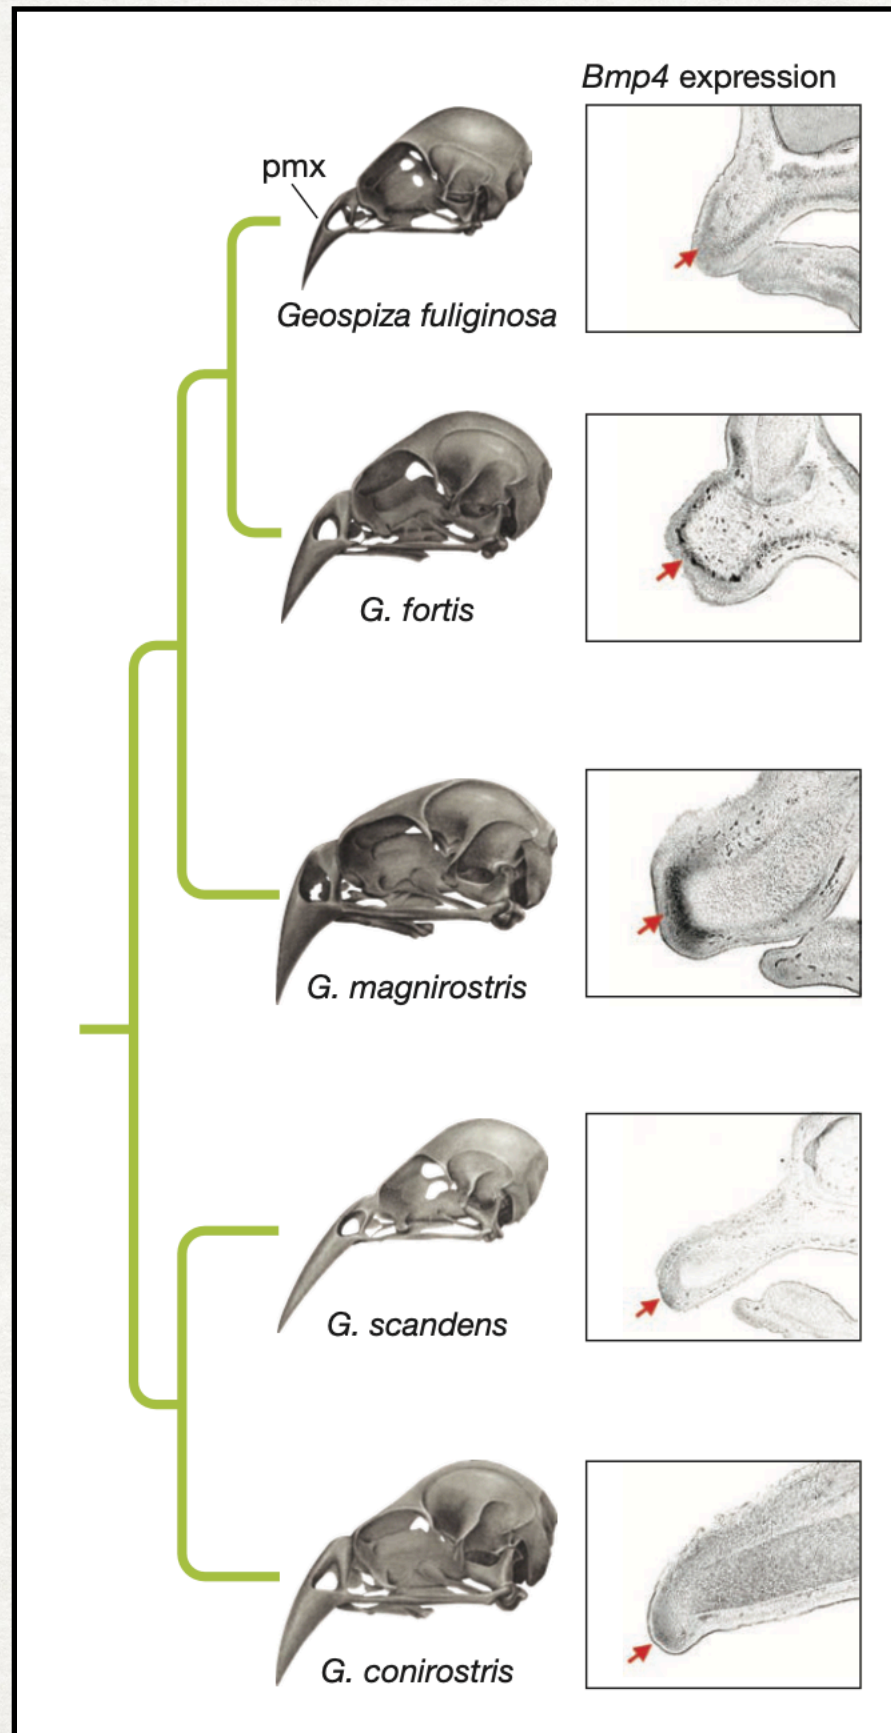 Bmp4 expression
pmx
Geospiza fuliginosa
G. fortis
G. magnirostris
G. scandens
G. conirostris